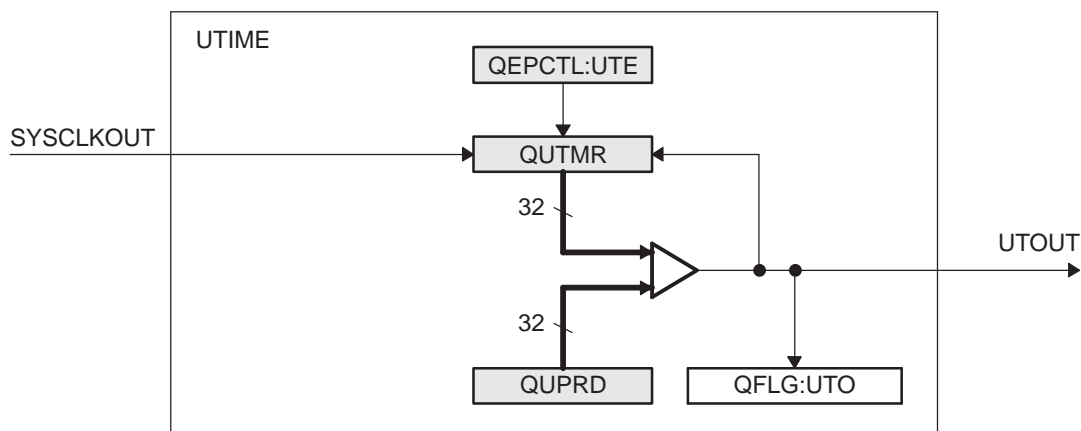 UTIME
QEPCTL:UTE
SYSCLKOUT
QUTMR
32
UTOUT
32
QUPRD
QFLG:UTO